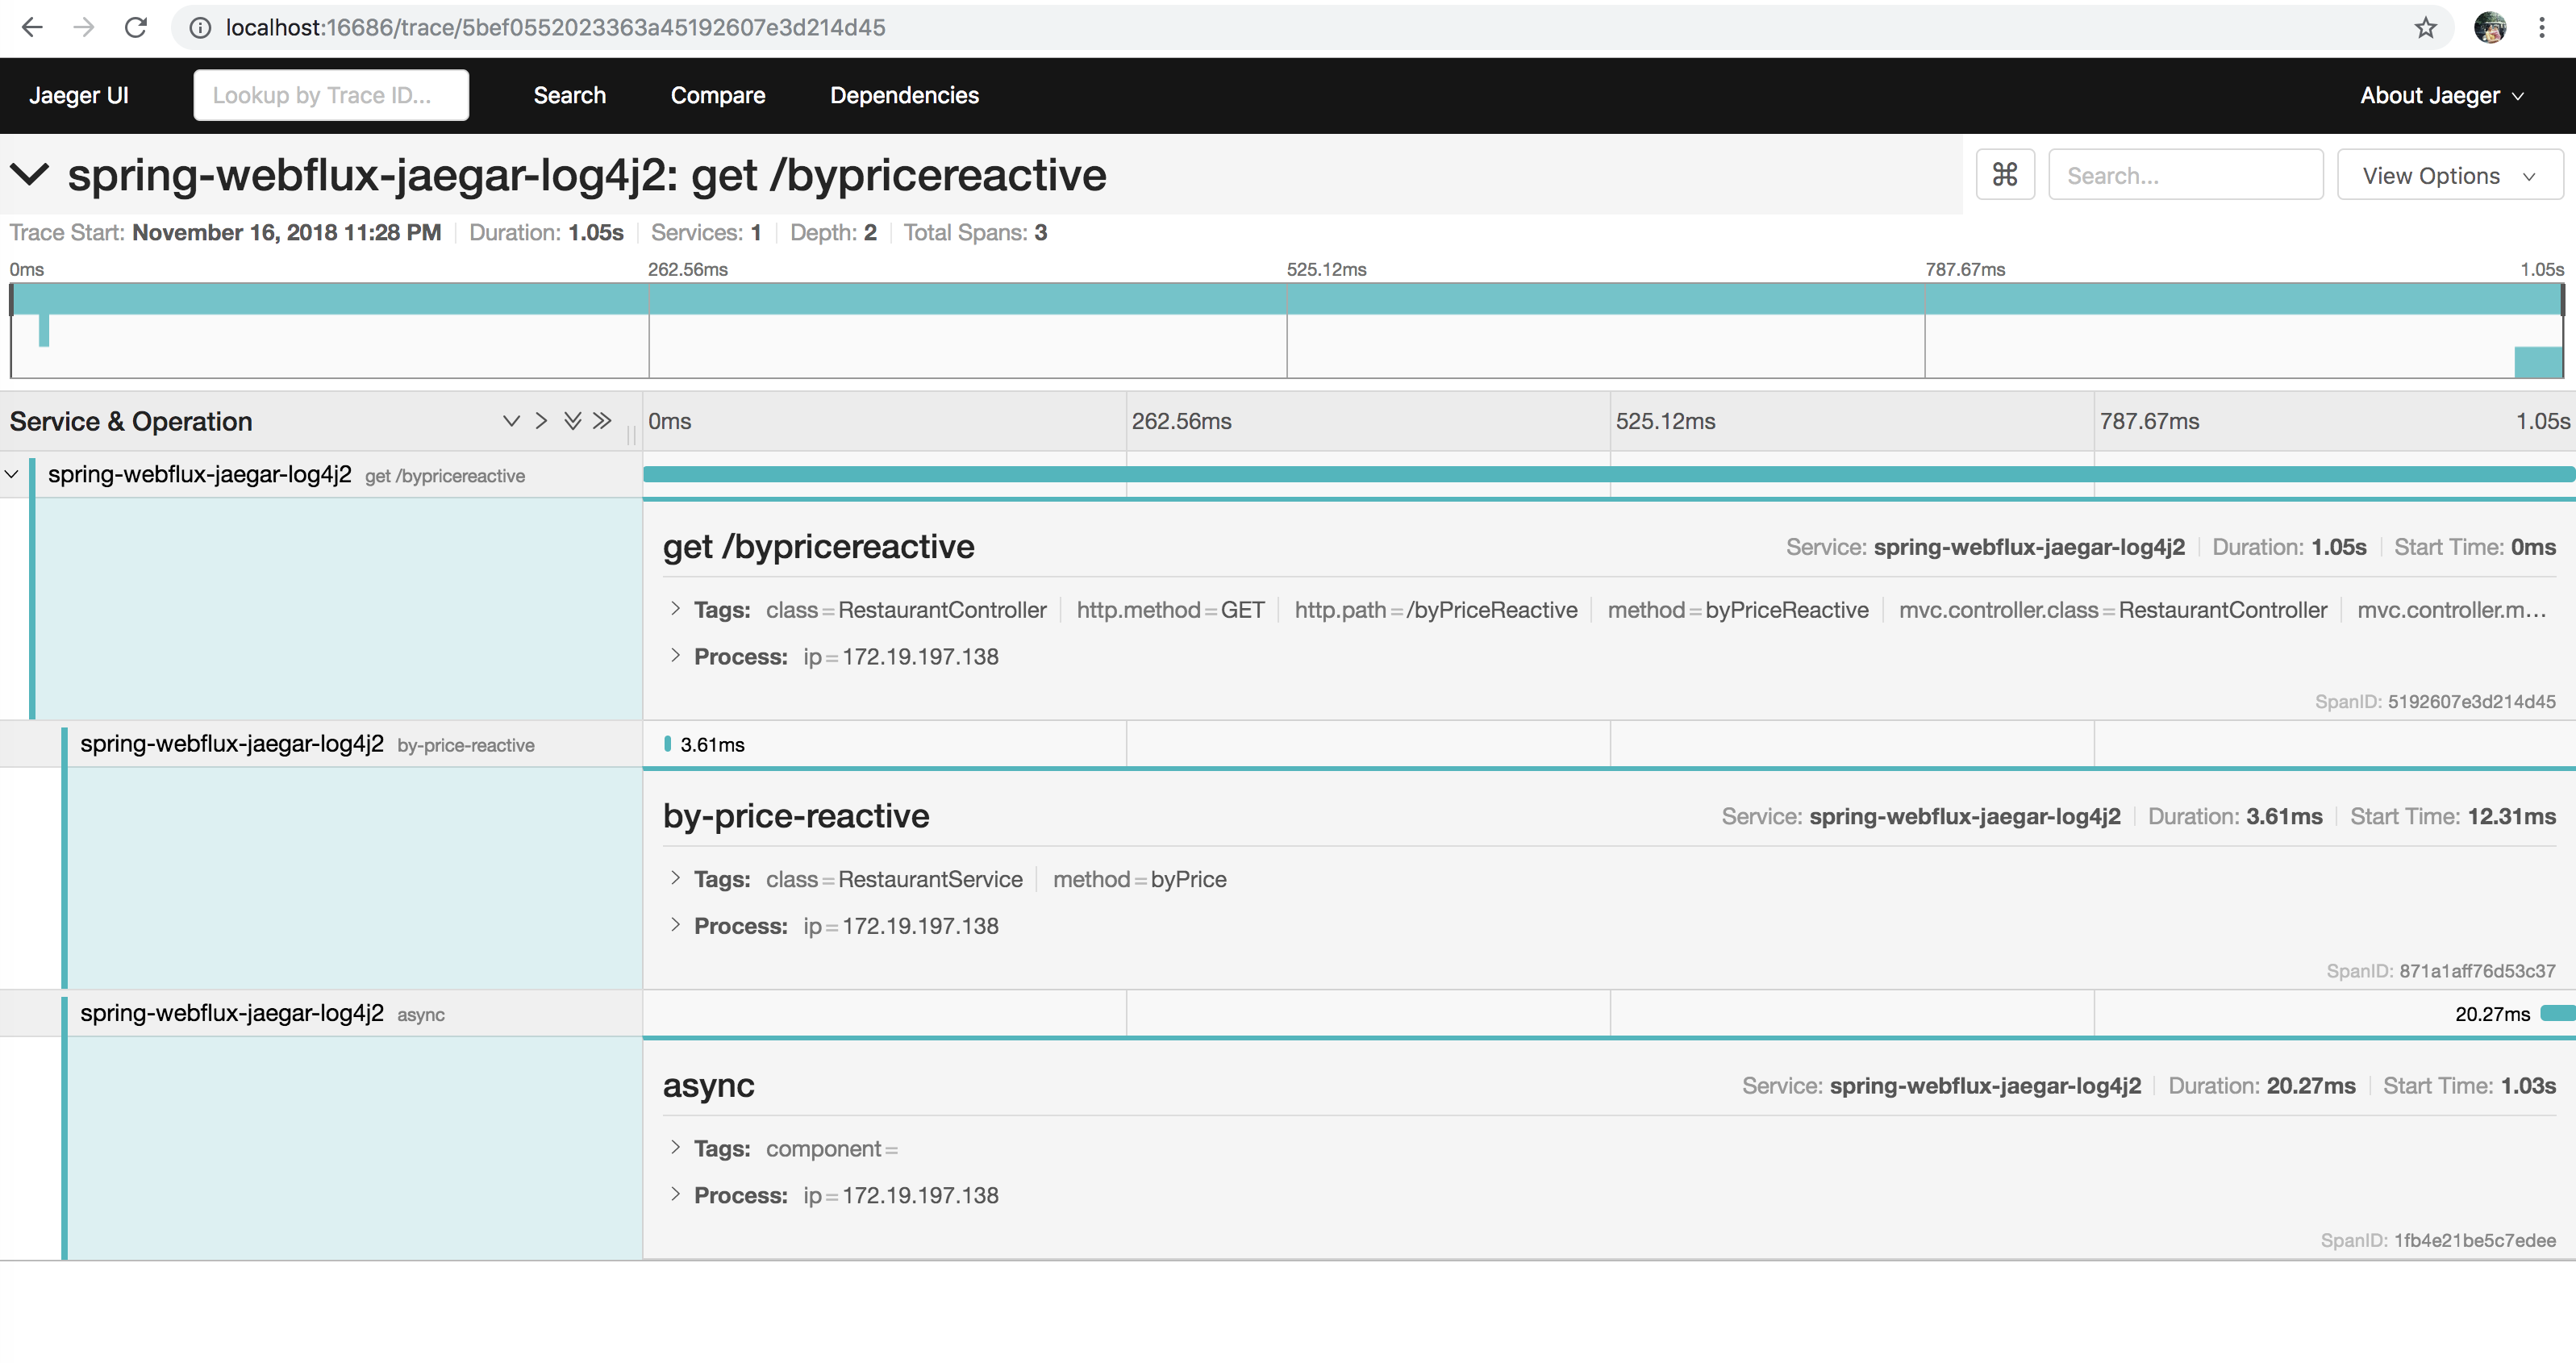 localhost:16686/trace/5bef0552023363a45192607e3d214d45
Jaeger UI Lookup by Trace ID... Search Compare Dependencies About Jaeger
spring-webflux-jaegar-log4j2: get /bypricereactive ⌘ Search... View Options
Trace Start: November 16, 2018 11:28 PM Duration: 1.05s Services: 1 Depth: 2 Total Spans: 3
0ms 262.56ms 525.12ms 787.67ms 1.05s
Service & Operation 0ms 262.56ms 525.12ms 787.67ms 1.05s
spring-webflux-jaegar-log4j2 get /bypricereactive
get /bypricereactive Service: spring-webflux-jaegar-log4j2 Duration: 1.05s Start Time: 0ms
Tags: class=RestaurantController http.method=GET http.path=/byPriceReactive method=byPriceReactive mvc.controller.class=RestaurantController mvc.controller.m...
Process: ip=172.19.197.138
SpanID: 5192607e3d214d45
spring-webflux-jaegar-log4j2 by-price-reactive 3.61ms
by-price-reactive Service: spring-webflux-jaegar-log4j2 Duration: 3.61ms Start Time: 12.31ms
Tags: class=RestaurantService method=byPrice
Process: ip=172.19.197.138
SpanID: 871a1aff76d53c37
spring-webflux-jaegar-log4j2 async 20.27ms
async Service: spring-webflux-jaegar-log4j2 Duration: 20.27ms Start Time: 1.03s
Tags: component=
Process: ip=172.19.197.138
SpanID: 1fb4e21be5c7edee